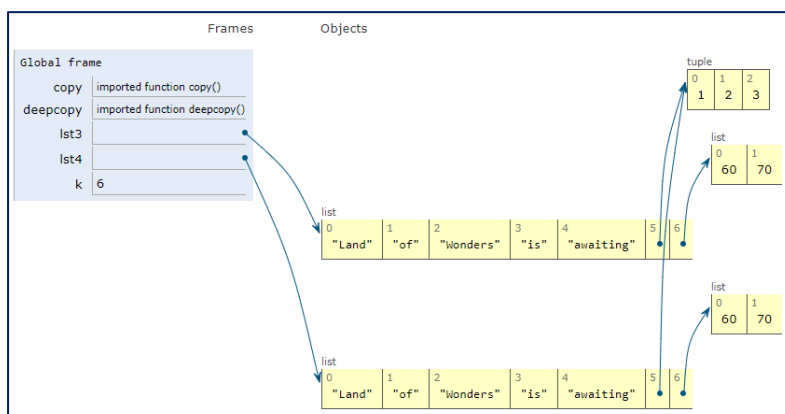 Frames Objects
Global frame
copy imported function copy()
deepcopy imported function deepcopy()
lst3
lst4
k 6
tuple
0 1 2
1 2 3
list
0 1
60 70
list
0 1 2 3 4 5 6
"Land" "of" "Wonders" "is" "awaiting"
list
0 1
60 70
list
0 1 2 3 4 5 6
"Land" "of" "Wonders" "is" "awaiting"